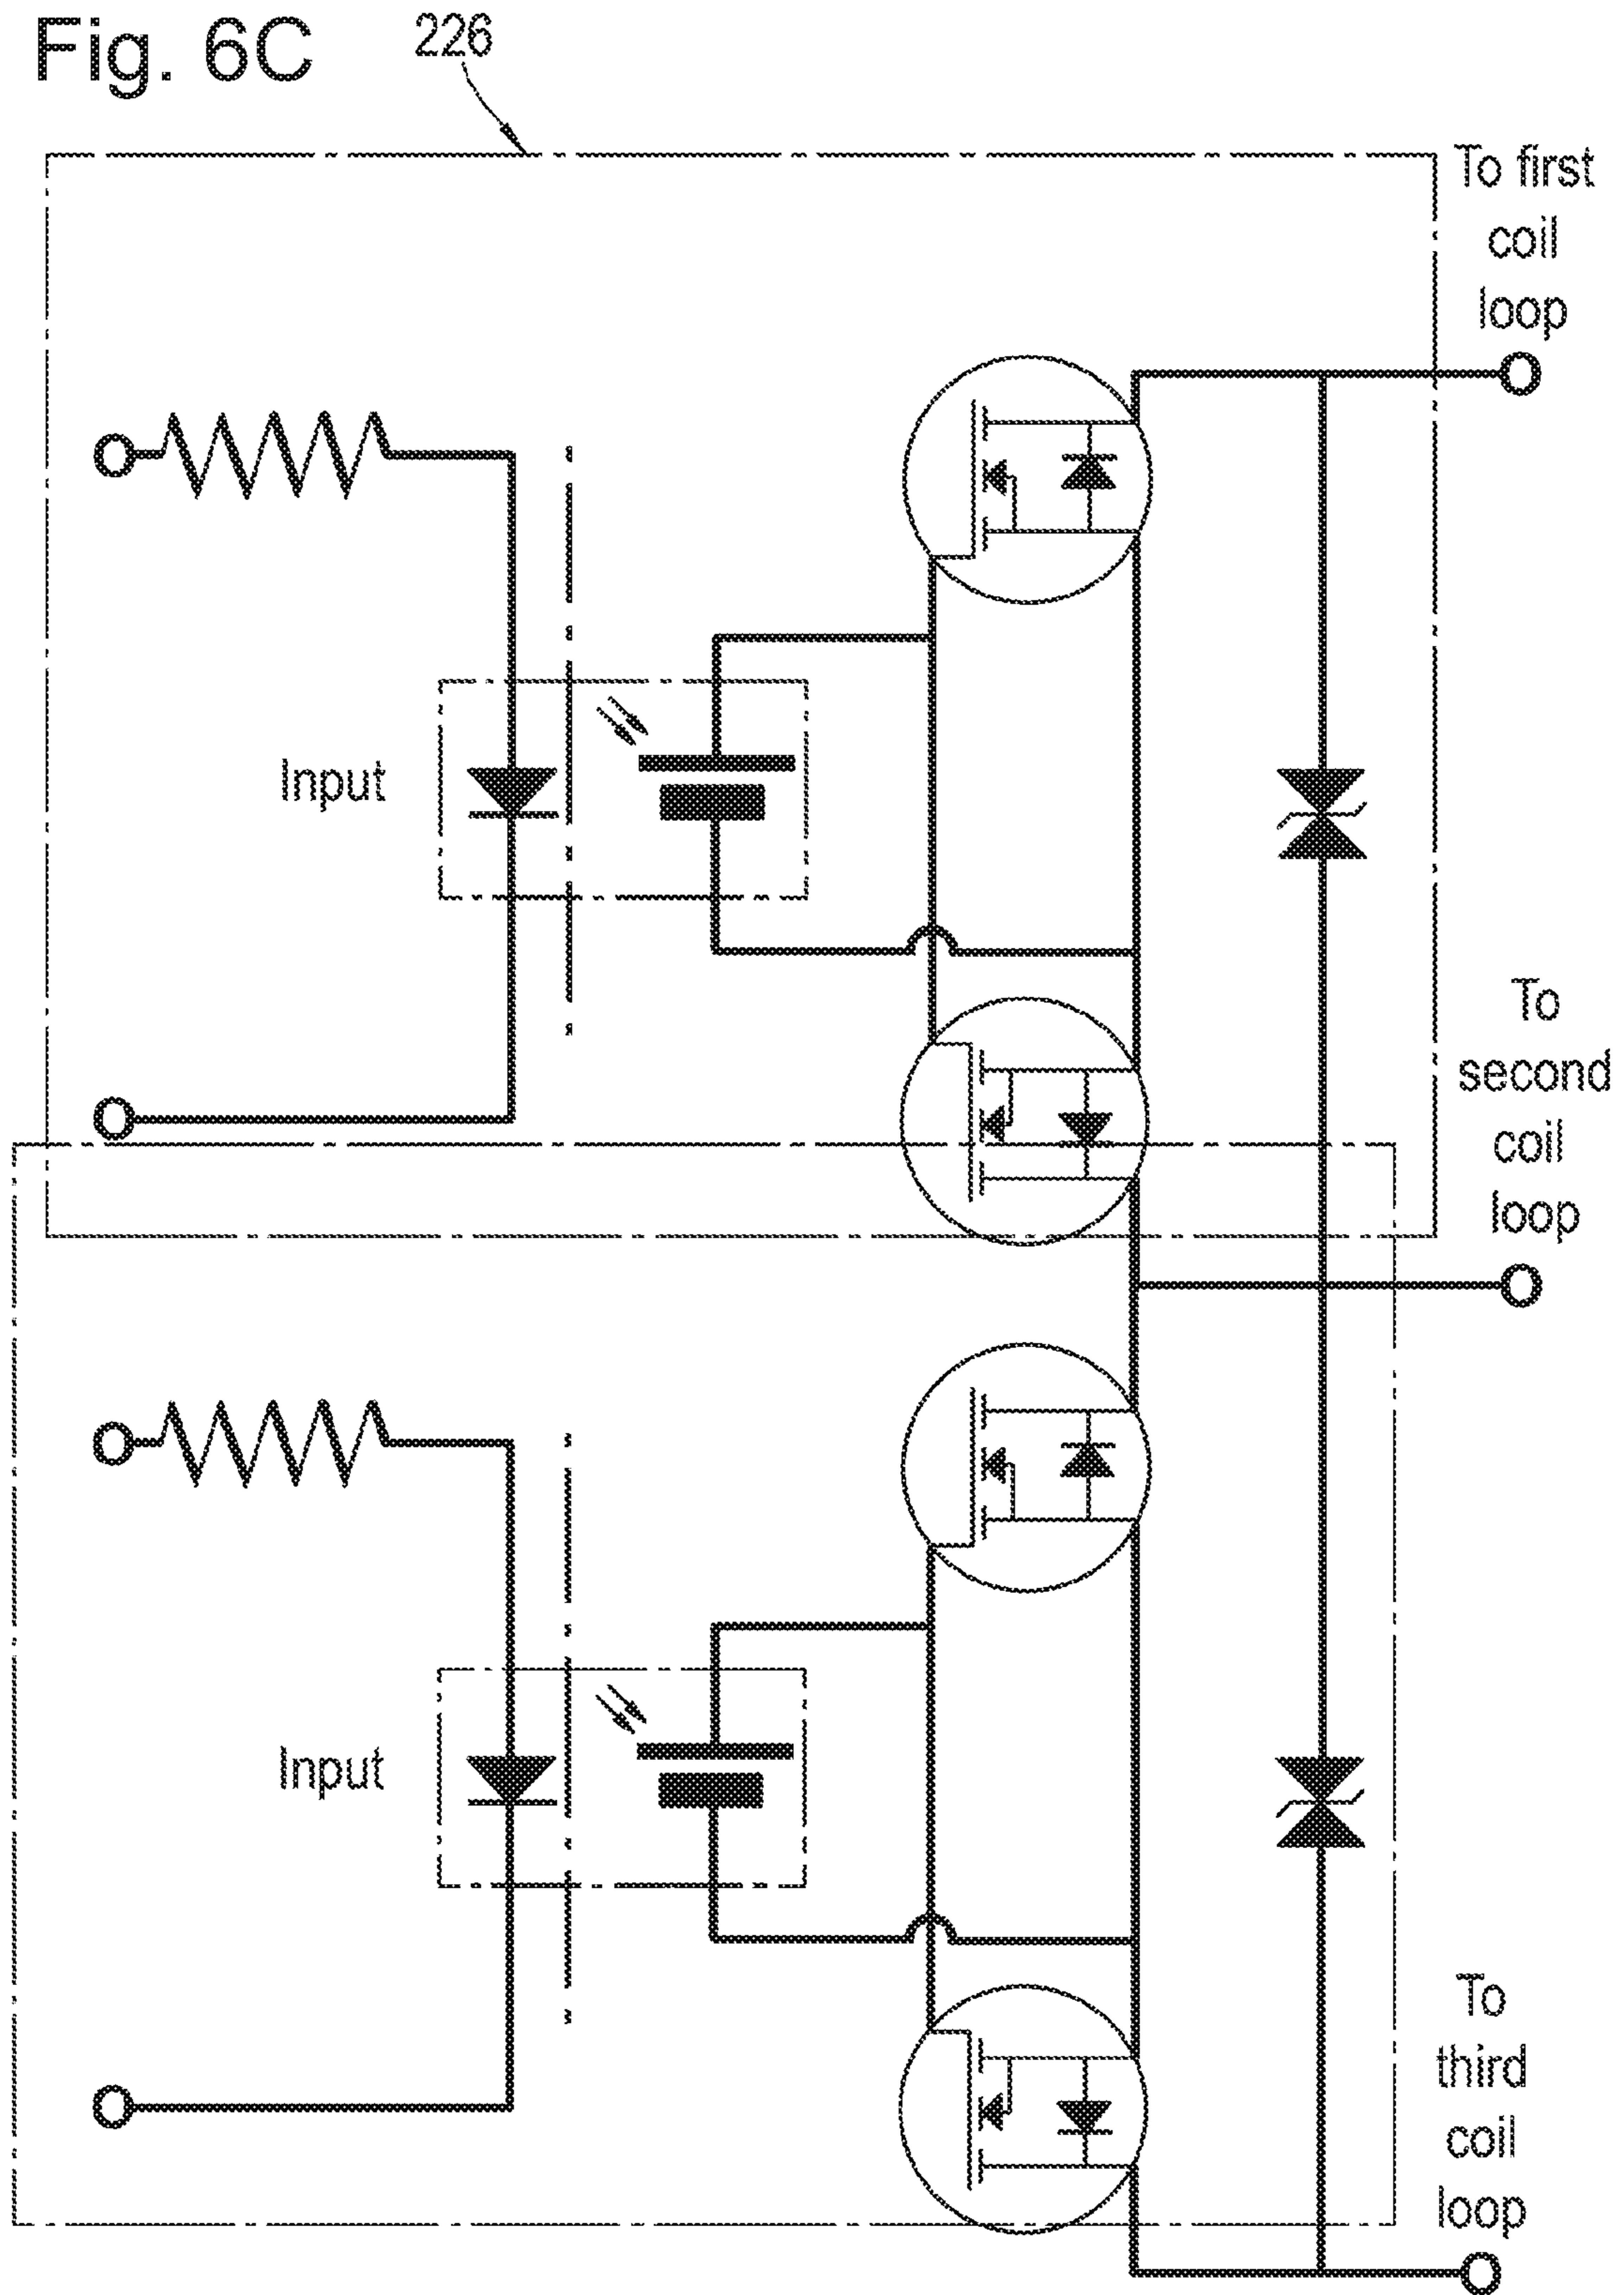 Fig. 6C
226
To first
coil
loop
Input
To
second
coil
loop
Input
To
third
coil
loop